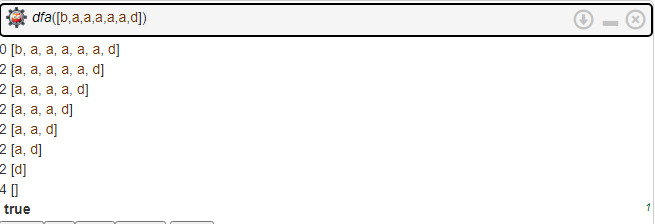 dfa([b,a,a,a,a,a,d])
0 [b, a, a, a, a, a, d]
2 [a, a, a, a, a, d]
2 [a, a, a, a, d]
2 [a, a, a, d]
2 [a, a, d]
2 [a, d]
2 [d]
4 []
true
1